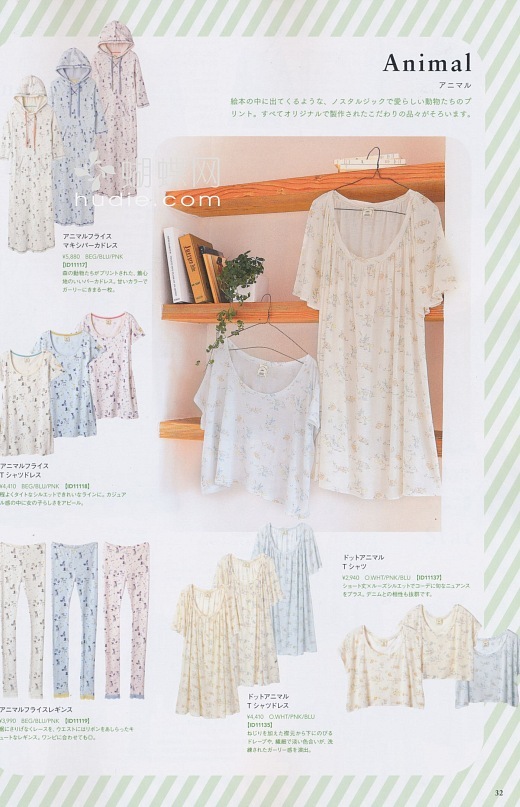 Animal
アニマル
絵本の中に出てくるような、ノスタルジックで愛らしい動物たちのプ
リント。すべてオリジナルで製作されたこだわりの品々がそろいます。
蝴蝶网
hudie.com
アニマルフライス
マキシパーカドレス
¥5,880 BEG/BLU/PNK
[ID11117]
森の動物たちがプリントされた、着心
地のいいパーカドレス。甘いカラーで
ガーリーにきまる一枚。
アニマルフライス
Tシャツドレス
¥4,410 BEG/BLU/PNK [ID11118]
程よくタイトなシルエットできれいなラインに。カジュア
ル感の中に女の子らしさをアピール。
アニマルフライスレギンス
¥3,990 BEG/BLU/PNK [ID11119]
裾にさりげなくレースを、ウエストにはリボンをあしらったキ
ュートなレギンス。ワンピに合わせても◎。
ドットアニマル
Tシャツドレス
¥4,410 O.WHT/PNK/BLU
[ID11135]
ねじりを加えた襟元から下にのびる
ドレープや、繊細で淡い色合いが、洗
練されたガーリー感を演出。
ドットアニマル
Tシャツ
¥2,940 O.WHT/PNK/BLU [ID11137]
ショート丈×ルーズシルエットでコーデに旬なニュアンス
をプラス。デニムとの相性も抜群です。
32